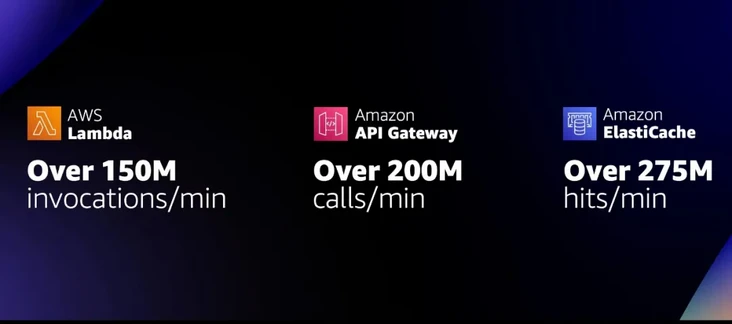 AWS
Lambda
Over 150M
invocations/min
Amazon
API Gateway
Over 200M
calls/min
Amazon
ElastiCache
Over 275M
hits/min